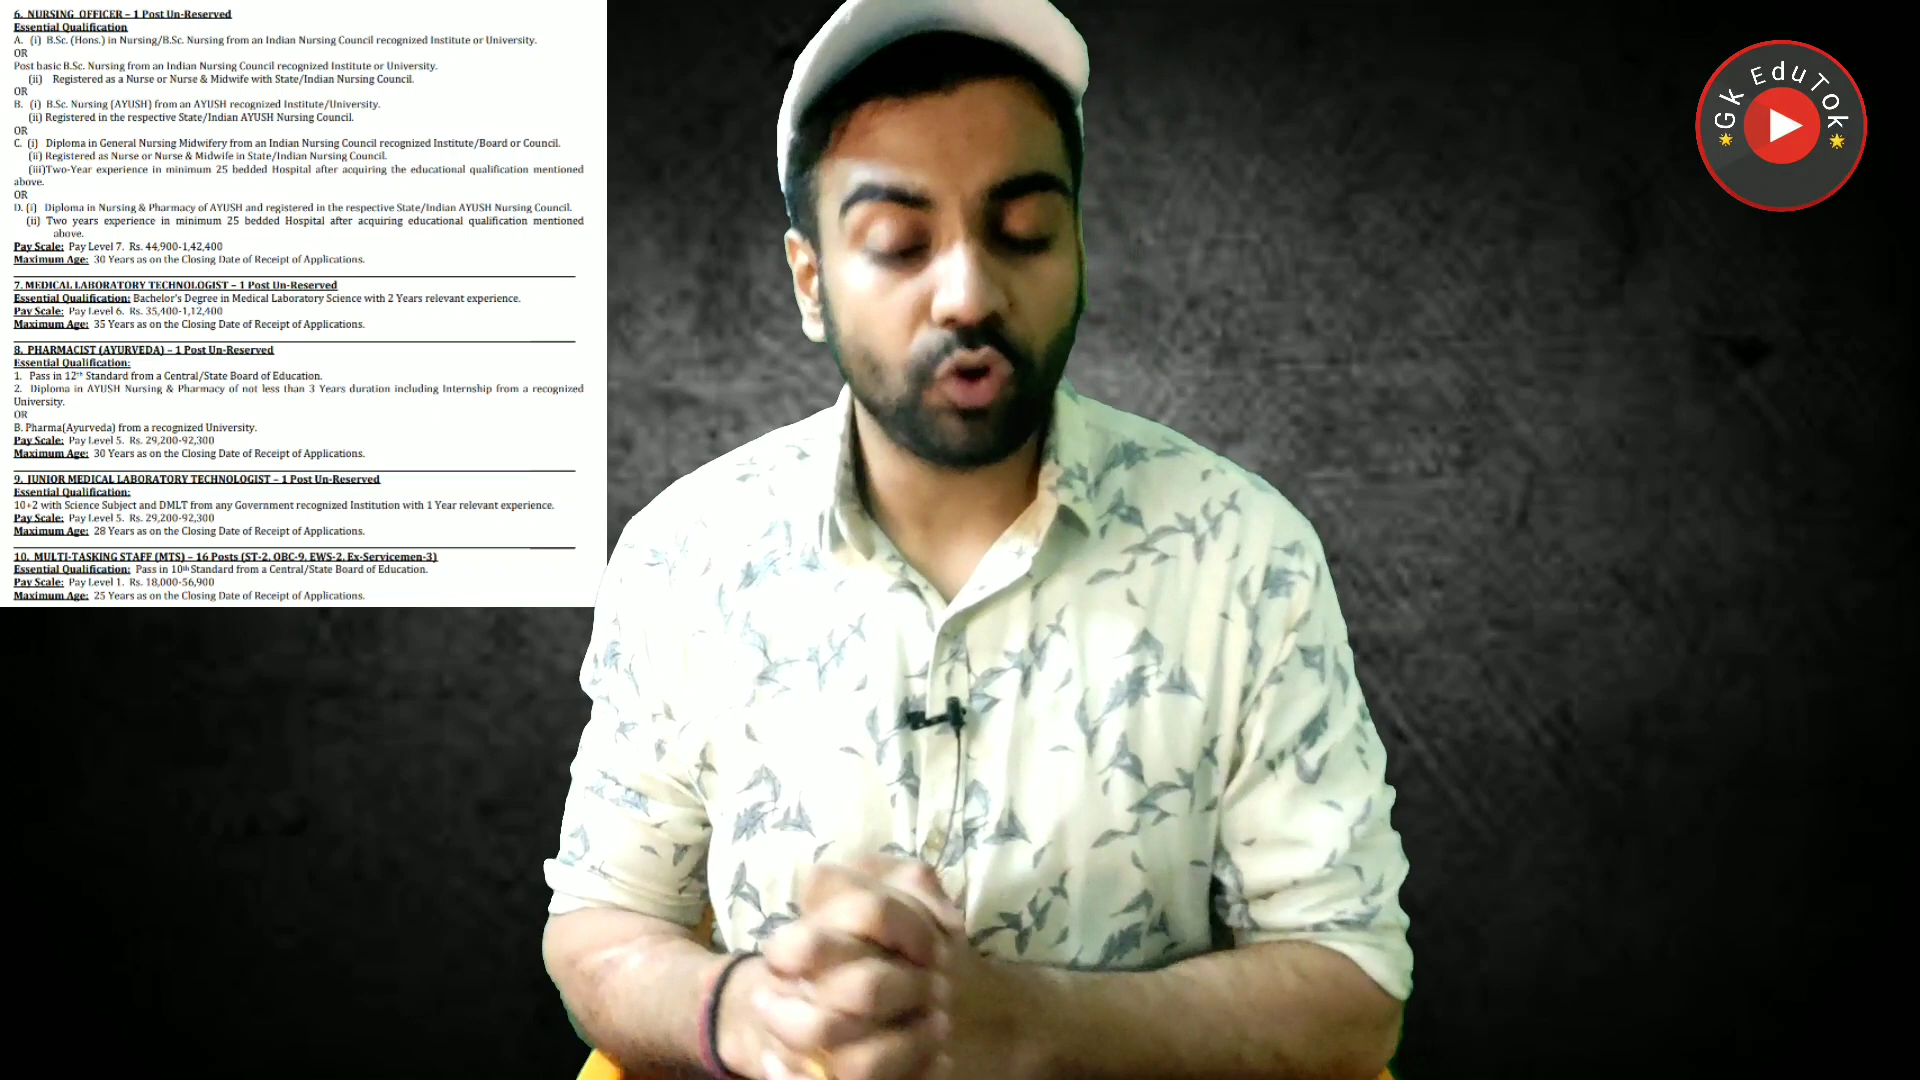 6. NURSING OFFICER – 1 Post Un-Reserved
Essential Qualification
A. (i) B.Sc. (Hons.) in Nursing/B.Sc. Nursing from an Indian Nursing Council recognized Institute or University.
OR
Post basic B.Sc. Nursing from an Indian Nursing Council recognized Institute or University.
(ii) Registered as a Nurse or Nurse & Midwife with State/Indian Nursing Council.
OR
B. (i) B.Sc. Nursing (AYUSH) from an AYUSH recognized Institute/University.
(ii) Registered in the respective State/Indian AYUSH Nursing Council.
OR
C. (i) Diploma in General Nursing Midwifery from an Indian Nursing Council recognized Institute/Board or Council.
(ii) Registered as Nurse or Nurse & Midwife in State/Indian Nursing Council.
(iii)Two-Year experience in minimum 25 bedded Hospital after acquiring the educational qualification mentioned
above.
OR
D. (i) Diploma in Nursing & Pharmacy of AYUSH and registered in the respective State/Indian AYUSH Nursing Council.
(ii) Two years experience in minimum 25 bedded Hospital after acquiring educational qualification mentioned
above.
Pay Scale: Pay Level 7. Rs. 44,900-1,42,400
Maximum Age: 30 Years as on the Closing Date of Receipt of Applications.
7. MEDICAL LABORATORY TECHNOLOGIST – 1 Post Un-Reserved
Essential Qualification: Bachelor's Degree in Medical Laboratory Science with 2 Years relevant experience.
Pay Scale: Pay Level 6. Rs. 35,400-1,12,400
Maximum Age: 35 Years as on the Closing Date of Receipt of Applications.
8. PHARMACIST (AYURVEDA) – 1 Post Un-Reserved
Essential Qualification:
1. Pass in 12th Standard from a Central/State Board of Education.
2. Diploma in AYUSH Nursing & Pharmacy of not less than 3 Years duration including Internship from a recognized
University.
OR
B. Pharma(Ayurveda) from a recognized University.
Pay Scale: Pay Level 5. Rs. 29,200-92,300
Maximum Age: 30 Years as on the Closing Date of Receipt of Applications.
9. JUNIOR MEDICAL LABORATORY TECHNOLOGIST – 1 Post Un-Reserved
Essential Qualification:
10+2 with Science Subject and DMLT from any Government recognized Institution with 1 Year relevant experience.
Pay Scale: Pay Level 5. Rs. 29,200-92,300
Maximum Age: 28 Years as on the Closing Date of Receipt of Applications.
10. MULTI-TASKING STAFF (MTS) – 16 Posts (ST-2, OBC-9, EWS-2, Ex-Servicemen-3)
Essential Qualification: Pass in 10th Standard from a Central/State Board of Education.
Pay Scale: Pay Level 1. Rs. 18,000-56,900
Maximum Age: 25 Years as on the Closing Date of Receipt of Applications.
Gk EduTok